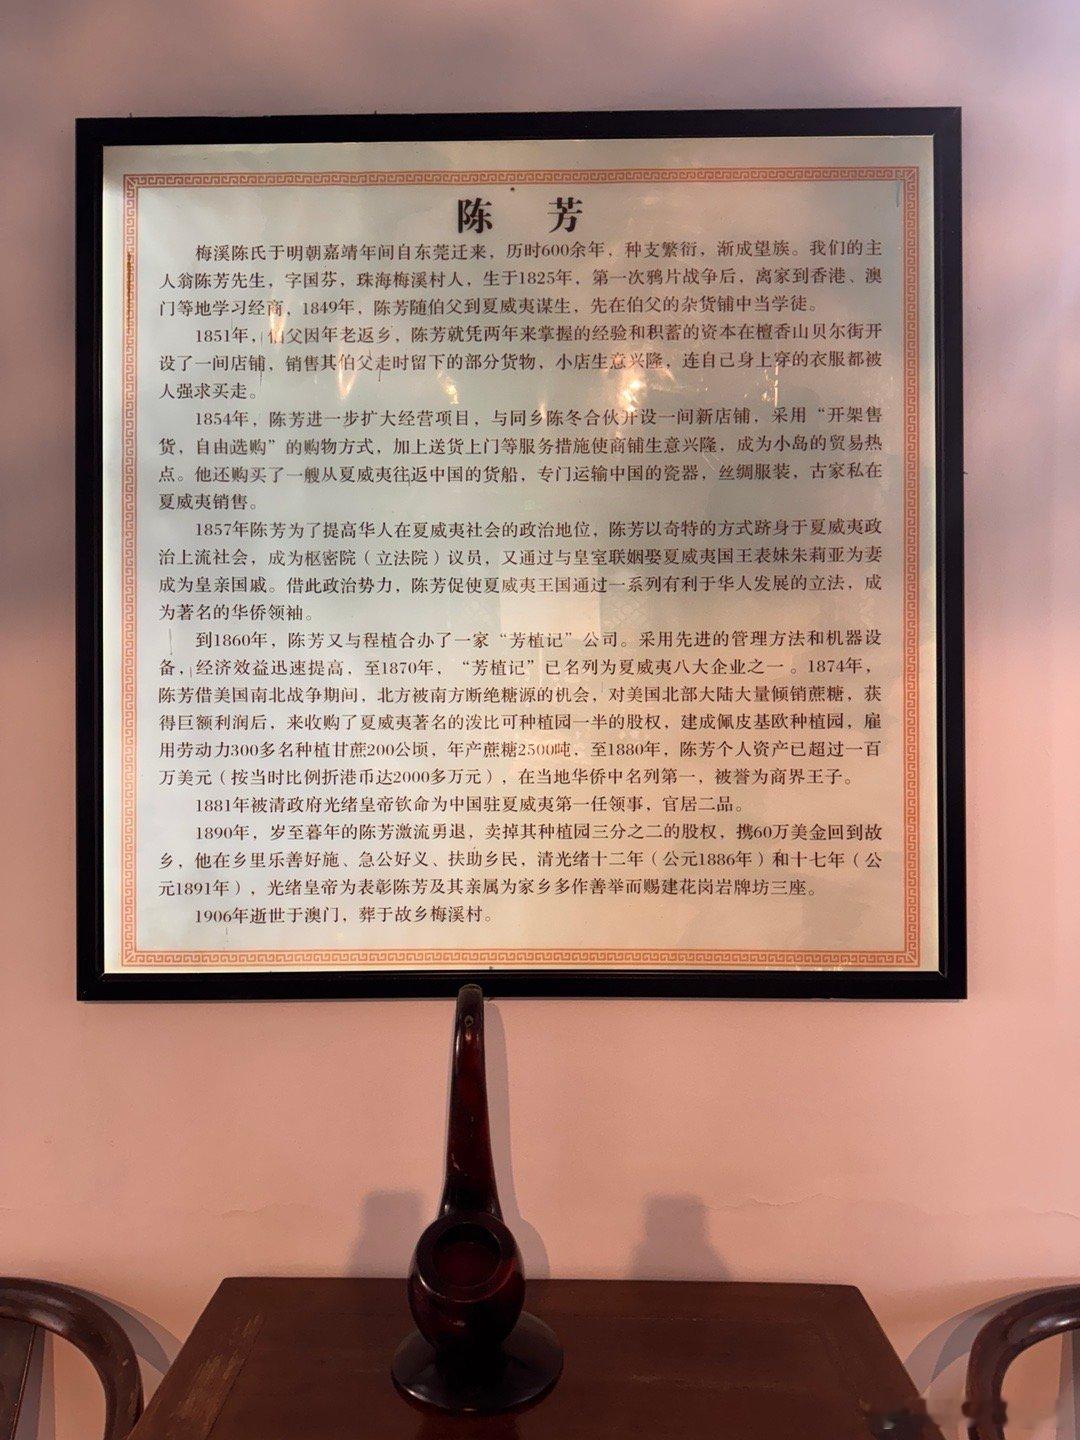 陈 芳
梅溪陈氏于明朝嘉靖年间自东莞迁来，历时600余年，种支繁衍，渐成望族。我们的主
人翁陈芳先生，字国芬，珠海梅溪村人，生于1825年，第一次鸦片战争后，离家到香港、澳
门等地学习经商，1849年，陈芳随伯父到夏威夷谋生，先在伯父的杂货铺中当学徒。
1851年，伯父因年老返乡，陈芳就凭两年来掌握的经验和积蓄的资本在檀香山贝尔街开
设了一间店铺，销售其伯父走时留下的部分货物，小店生意兴隆，连自己身上穿的衣服都被
人强求买走。
1854年，陈芳进一步扩大经营项目，与同乡陈冬合伙开设一间新店铺，采用“开架售
货，自由选购”的购物方式，加上送货上门等服务措施使商铺生意兴隆，成为小岛的贸易热
点。他还购买了一艘从夏威夷往返中国的货船，专门运输中国的瓷器，丝绸服装，古家私在
夏威夷销售。
1857年陈芳为了提高华人在夏威夷社会的政治地位，陈芳以奇特的方式跻身于夏威夷政
治上流社会，成为枢密院（立法院）议员，又通过与皇室联姻娶夏威夷国王表妹朱莉亚为妻
成为皇亲国戚。借此政治势力，陈芳促使夏威夷王国通过一系列有利于华人发展的立法，成
为著名的华侨领袖。
到1860年，陈芳又与程植合办了一家“芳植记”公司。采用先进的管理方法和机器设
备，经济效益迅速提高，至1870年，“芳植记”已名列为夏威夷八大企业之一。1874年，
陈芳借美国南北战争期间，北方被南方断绝糖源的机会，对美国北部大陆大量倾销蔗糖，获
得巨额利润后，来收购了夏威夷著名的泼比可种植园一半的股权，建成佩皮基欧种植园，雇
用劳动力300多名种植甘蔗200公顷，年产蔗糖2500吨，至1880年，陈芳个人资产已超过一百
万美元（按当时比例折港币达2000多万元），在当地华侨中名列第一，被誉为商界王子。
1881年被清政府光绪皇帝钦命为中国驻夏威夷第一任领事，官居二品。
1890年，岁至暮年的陈芳激流勇退，卖掉其种植园三分之二的股权，携60万美金回到故
乡，他在乡里乐善好施、急公好义、扶助乡民，清光绪十二年（公元1886年）和十七年（公
元1891年），光绪皇帝为表彰陈芳及其亲属为家乡多作善举而赐建花岗岩牌坊三座。
1906年逝世于澳门，葬于故乡梅溪村。